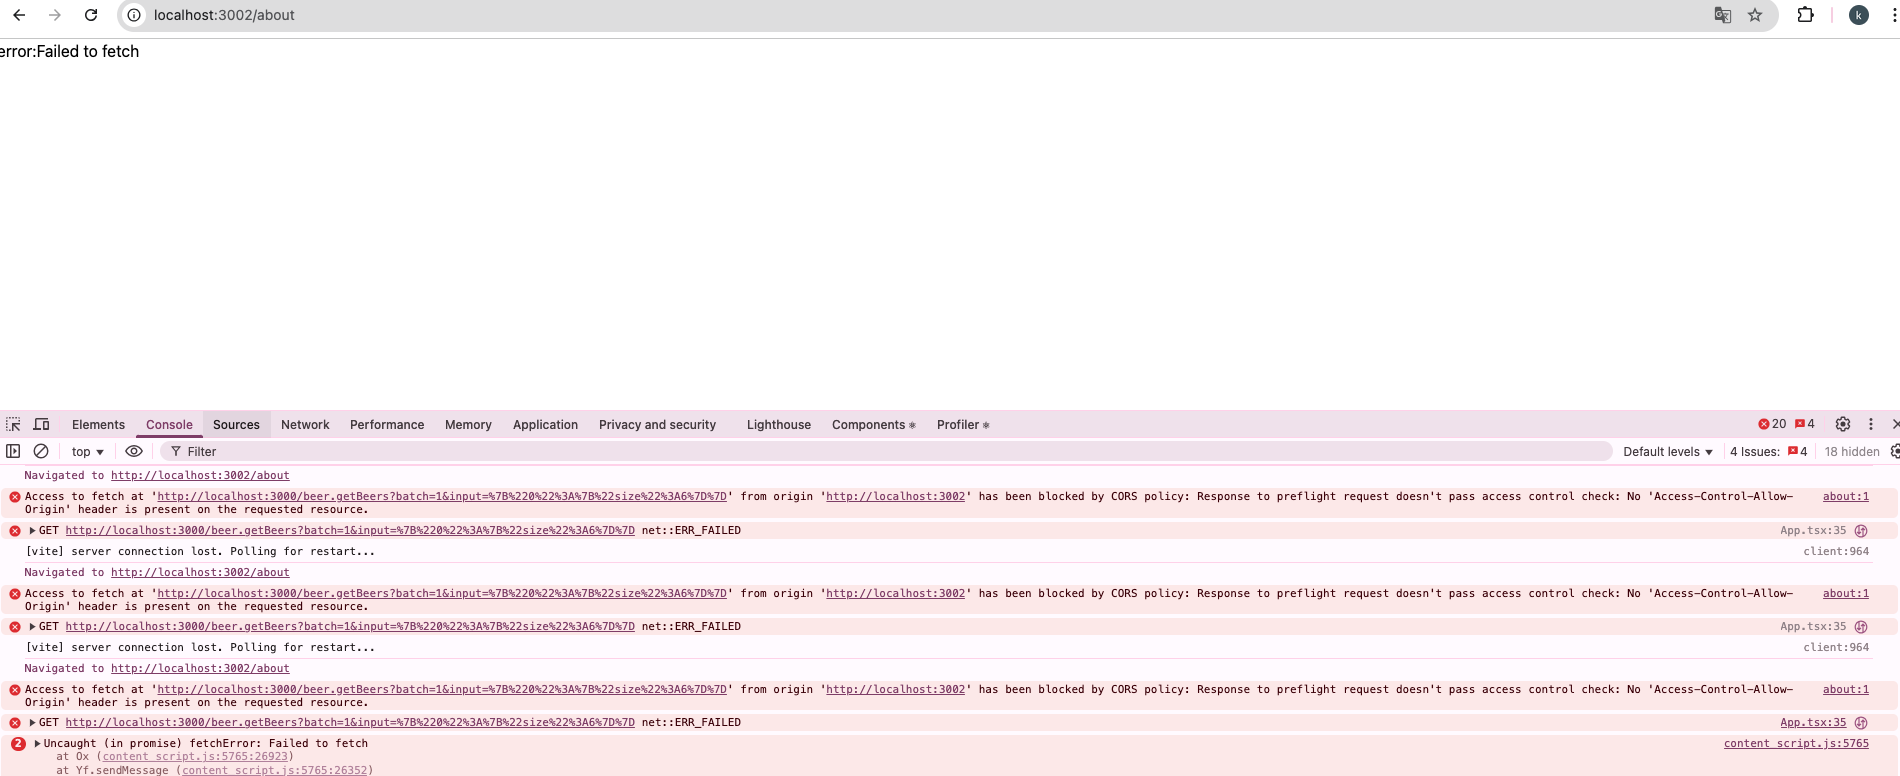 localhost:3002/about
k
error:Failed to fetch
Elements Console Sources Network Performance Memory Application Privacy and security Lighthouse Components Profiler 20 4
top Filter Default levels 4 Issues: 4 18 hidden
Navigated to http://localhost:3002/about
Access to fetch at 'http://localhost:3000/beer.getBeers?batch=1&input=%7B%220%22%3A%7B%22size%22%3A6%7D%7D' from origin 'http://localhost:3002' has been blocked by CORS policy: Response to preflight request doesn't pass access control check: No 'Access-Control-Allow- about:1
Origin' header is present on the requested resource.
GET http://localhost:3000/beer.getBeers?batch=1&input=%7B%220%22%3A%7B%22size%22%3A6%7D%7D net::ERR_FAILED App.tsx:35
[vite] server connection lost. Polling for restart... client:964
Navigated to http://localhost:3002/about
Access to fetch at 'http://localhost:3000/beer.getBeers?batch=1&input=%7B%220%22%3A%7B%22size%22%3A6%7D%7D' from origin 'http://localhost:3002' has been blocked by CORS policy: Response to preflight request doesn't pass access control check: No 'Access-Control-Allow- about:1
Origin' header is present on the requested resource.
GET http://localhost:3000/beer.getBeers?batch=1&input=%7B%220%22%3A%7B%22size%22%3A6%7D%7D net::ERR_FAILED App.tsx:35
[vite] server connection lost. Polling for restart... client:964
Navigated to http://localhost:3002/about
Access to fetch at 'http://localhost:3000/beer.getBeers?batch=1&input=%7B%220%22%3A%7B%22size%22%3A6%7D%7D' from origin 'http://localhost:3002' has been blocked by CORS policy: Response to preflight request doesn't pass access control check: No 'Access-Control-Allow- about:1
Origin' header is present on the requested resource.
GET http://localhost:3000/beer.getBeers?batch=1&input=%7B%220%22%3A%7B%22size%22%3A6%7D%7D net::ERR_FAILED App.tsx:35
2 Uncaught (in promise) fetchError: Failed to fetch content_script.js:5765
at Ox (content_script.js:5765:26923)
at Yf.sendMessage (content_script.js:5765:26352)